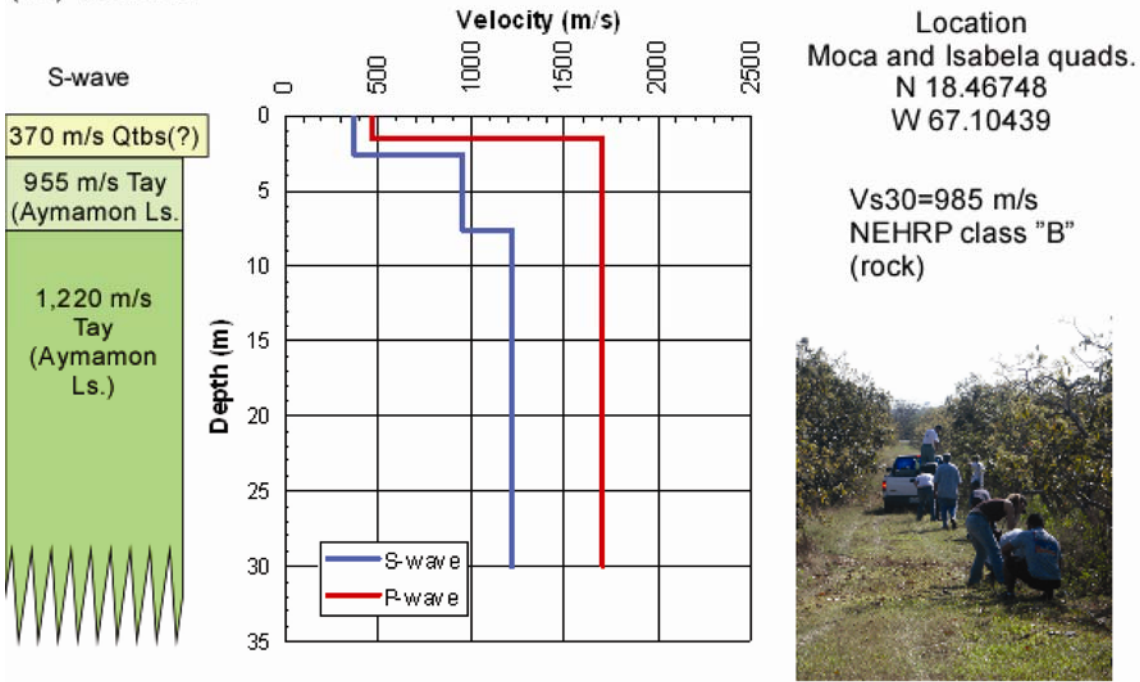 S-wave
370 m/s Qtbs(?)
955 m/s Tay
(Aymamon Ls.
1,220 m/s
Tay
(Aymamon
Ls.)
Velocity (m/s)
0
500
1000
1500
2000
2500
Depth (m)
0
5
10
15
20
25
30
35
S-wave
P-wave
Location
Moca and Isabela quads.
N 18.46748
W 67.10439
Vs30=985 m/s
NEHRP class ”B”
(rock)